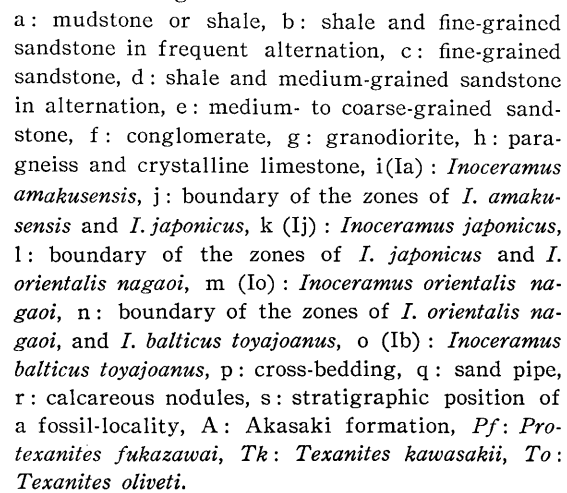 a: mudstone or shale, b: shale and fine-grained
sandstone in frequent alternation, c: fine-grained
sandstone, d: shale and medium-grained sandstone
in alternation, e: medium- to coarse-grained sand-
stone, f: conglomerate, g: granodiorite, h: para-
gneiss and crystalline limestone, i(Ia): Inoceramus
amakusensis, j: boundary of the zones of I. amaku-
sensis and I. japonicus, k (Ij): Inoceramus japonicus,
l: boundary of the zones of I. japonicus and I.
orientalis nagaoi, m (Io): Inoceramus orientalis na-
gaoi, n: boundary of the zones of I. orientalis na-
gaoi, and I. balticus toyajoanus, o (Ib): Inoceramus
balticus toyajoanus, p: cross-bedding, q: sand pipe,
r: calcareous nodules, s: stratigraphic position of
a fossil-locality, A: Akasaki formation, Pf: Pro-
texanites fukazawai, Tk: Texanites kawasakii, To:
Texanites oliveti.